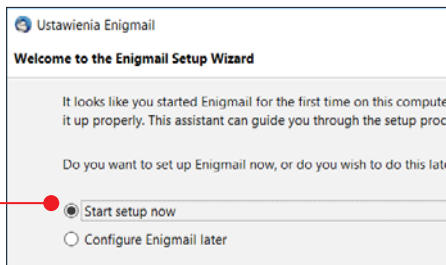 Ustawienia Enigmail
Welcome to the Enigmail Setup Wizard
It looks like you started Enigmail for the first time on this compute
it up properly. This assistant can guide you through the setup proc
Do you want to set up Enigmail now, or do you wish to do this late
Start setup now
Configure Enigmail later